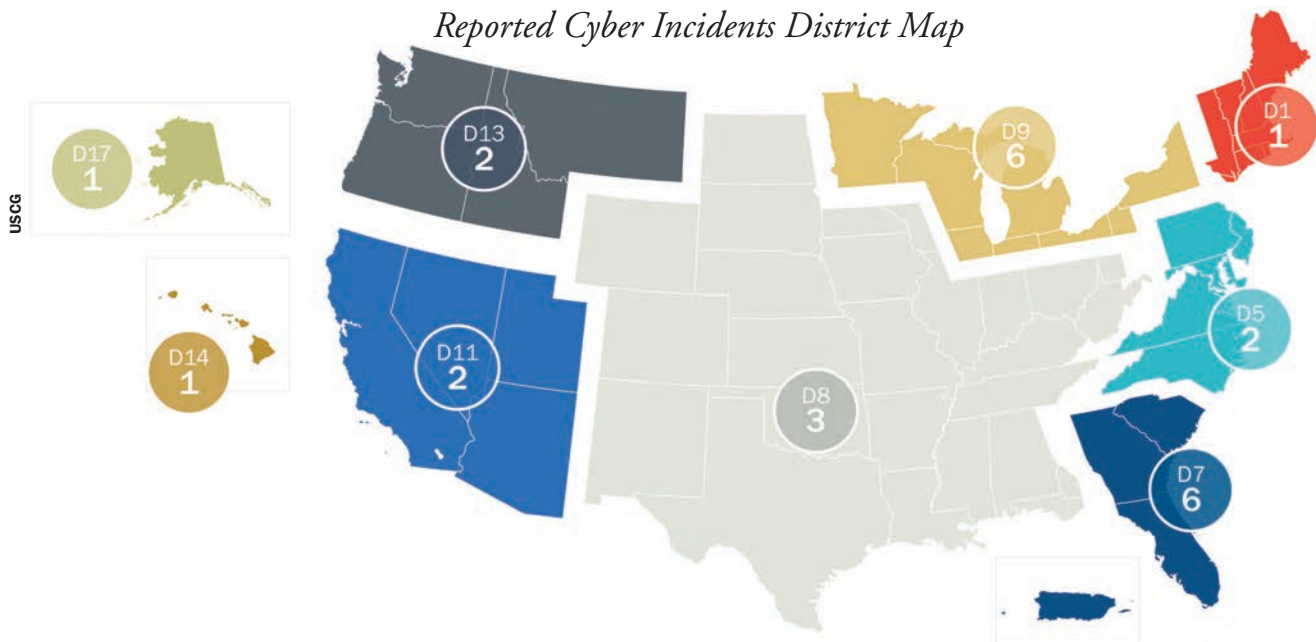 Reported Cyber Incidents District Map
D17
1
USCG
D14
1
D13
2
D11
2
D9
6
D8
3
D1
1
D5
2
D7
6